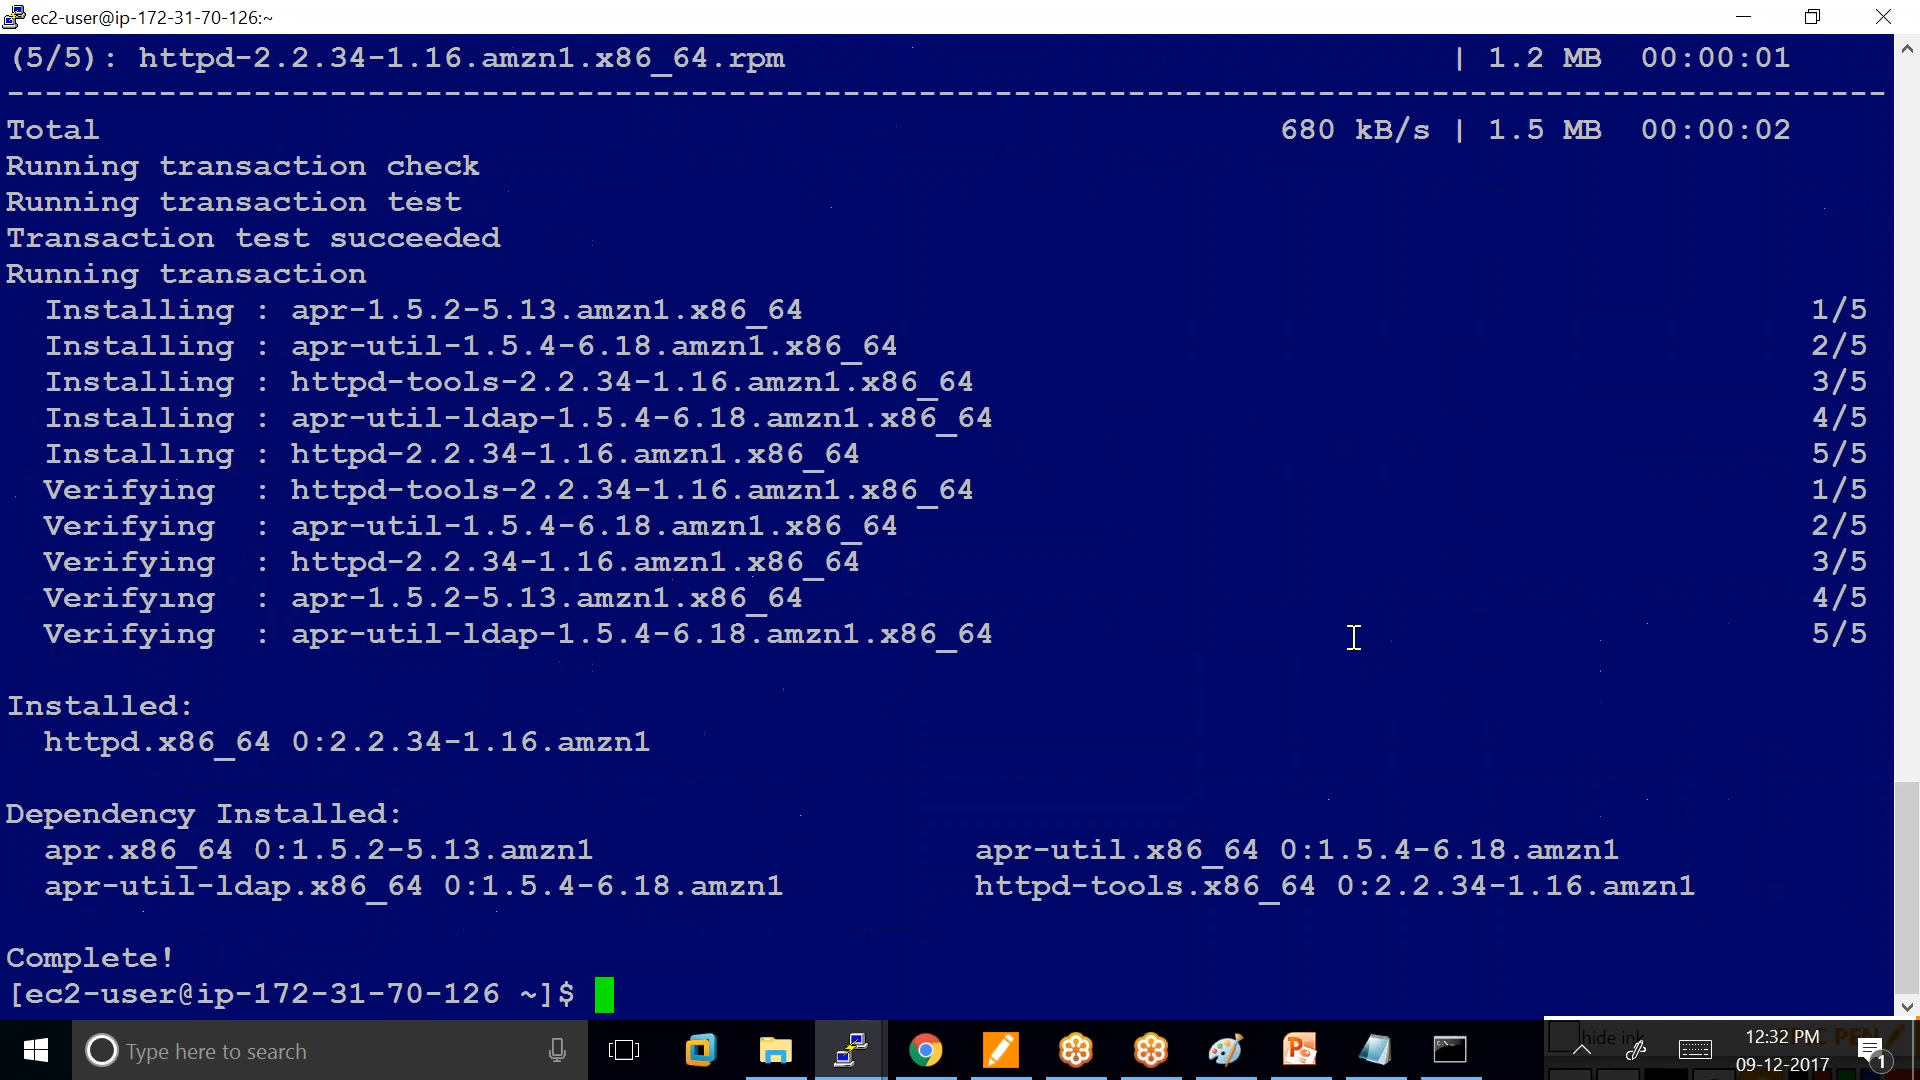 ec2-user@ip-172-31-70-126:~
(5/5): httpd-2.2.34-1.16.amzn1.x86_64.rpm | 1.2 MB 00:00:01
--------------------------------------------------------------------------------------------------
Total 680 kB/s | 1.5 MB 00:00:02
Running transaction check
Running transaction test
Transaction test succeeded
Running transaction
Installing : apr-1.5.2-5.13.amzn1.x86_64 1/5
Installing : apr-util-1.5.4-6.18.amzn1.x86_64 2/5
Installing : httpd-tools-2.2.34-1.16.amzn1.x86_64 3/5
Installing : apr-util-ldap-1.5.4-6.18.amzn1.x86_64 4/5
Installing : httpd-2.2.34-1.16.amzn1.x86_64 5/5
Verifying : httpd-tools-2.2.34-1.16.amzn1.x86_64 1/5
Verifying : apr-util-1.5.4-6.18.amzn1.x86_64 2/5
Verifying : httpd-2.2.34-1.16.amzn1.x86_64 3/5
Verifying : apr-1.5.2-5.13.amzn1.x86_64 4/5
Verifying : apr-util-ldap-1.5.4-6.18.amzn1.x86_64 5/5
Installed:
httpd.x86_64 0:2.2.34-1.16.amzn1
Dependency Installed:
apr.x86_64 0:1.5.2-5.13.amzn1 apr-util.x86_64 0:1.5.4-6.18.amzn1
apr-util-ldap.x86_64 0:1.5.4-6.18.amzn1 httpd-tools.x86_64 0:2.2.34-1.16.amzn1
Complete!
[ec2-user@ip-172-31-70-126 ~]$
Type here to search
hide ink
12:32 PM
09-12-2017
1